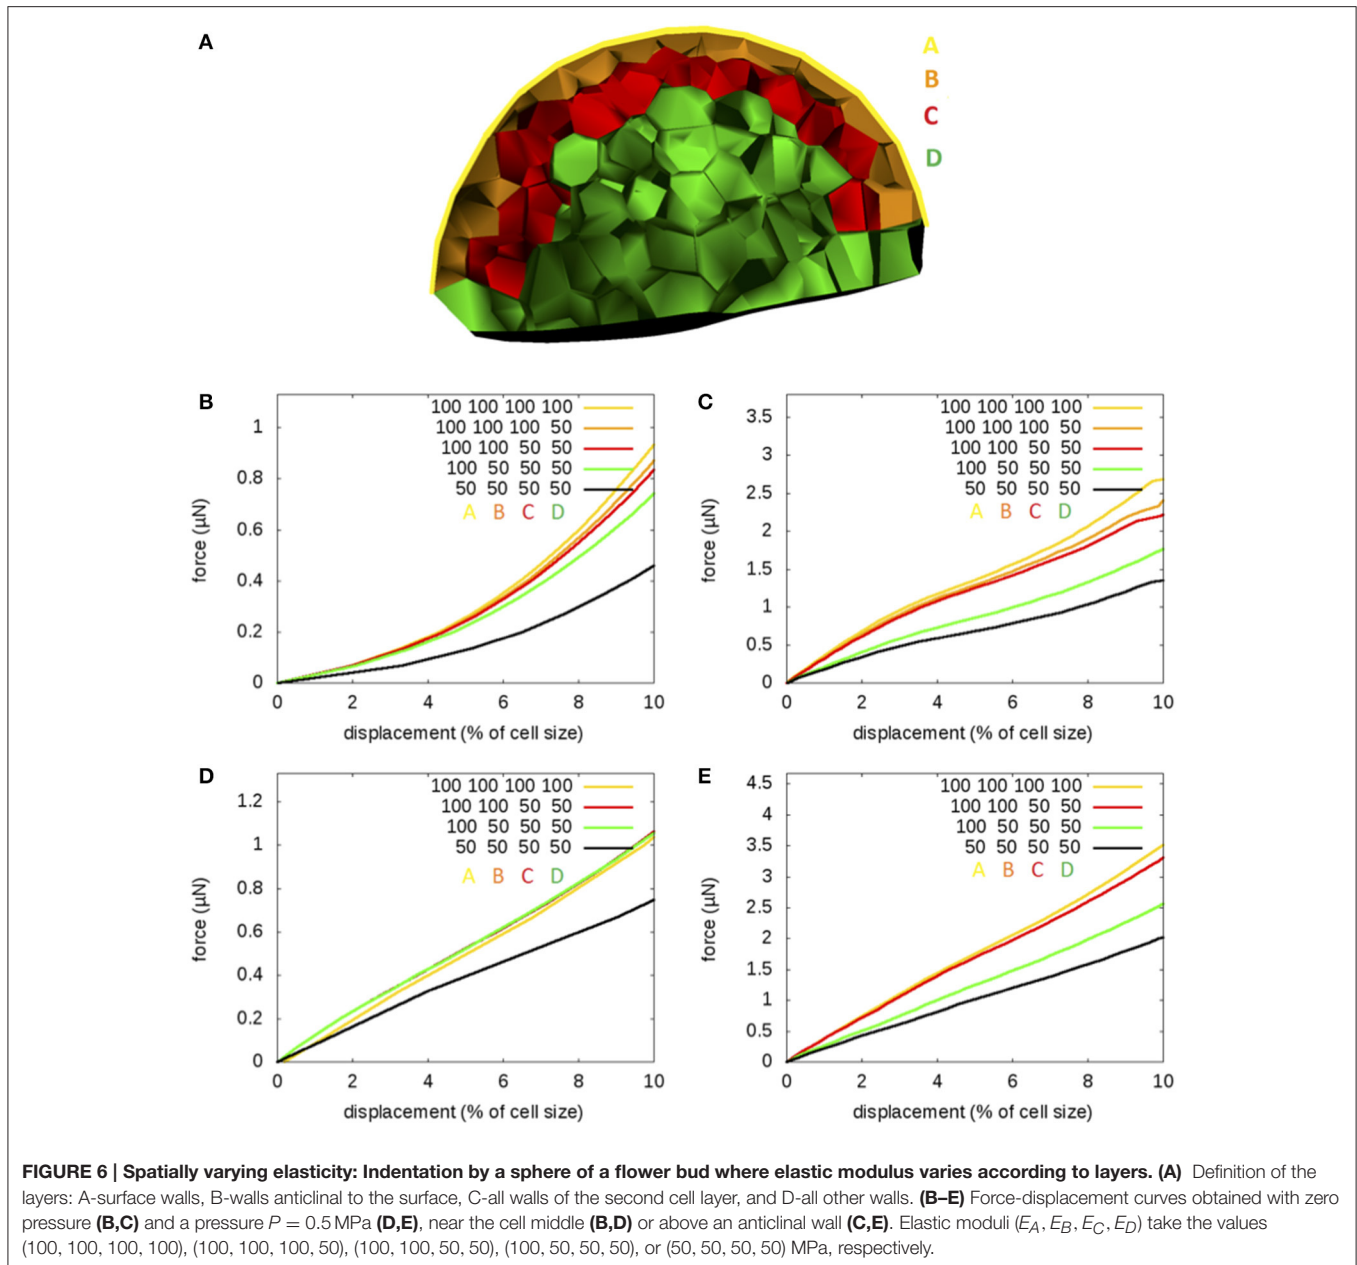 A
A
B
C
D
B
1
0.8
0.6
0.4
0.2
0
force (µN)
100 100 100 100
100 100 100 50
100 100 50 50
100 50 50 50
50 50 50 50
A B C D
0 2 4 6 8 10
displacement (% of cell size)
C
3.5
3
2.5
2
1.5
1
0.5
0
force (µN)
100 100 100 100
100 100 100 50
100 100 50 50
100 50 50 50
50 50 50 50
A B C D
0 2 4 6 8 10
displacement (% of cell size)
D
1.2
1
0.8
0.6
0.4
0.2
0
force (µN)
100 100 100 100
100 100 50 50
100 50 50 50
50 50 50 50
A B C D
0 2 4 6 8 10
displacement (% of cell size)
E
4.5
4
3.5
3
2.5
2
1.5
1
0.5
0
force (µN)
100 100 100 100
100 100 50 50
100 50 50 50
50 50 50 50
A B C D
0 2 4 6 8 10
displacement (% of cell size)
FIGURE 6 | Spatially varying elasticity: Indentation by a sphere of a flower bud where elastic modulus varies according to layers. (A) Definition of the
layers: A-surface walls, B-walls anticlinal to the surface, C-all walls of the second cell layer, and D-all other walls. (B–E) Force-displacement curves obtained with zero
pressure (B,C) and a pressure P = 0.5 MPa (D,E), near the cell middle (B,D) or above an anticlinal wall (C,E). Elastic moduli (E_A, E_B, E_C, E_D) take the values
(100, 100, 100, 100), (100, 100, 100, 50), (100, 100, 50, 50), (100, 50, 50, 50), or (50, 50, 50, 50) MPa, respectively.